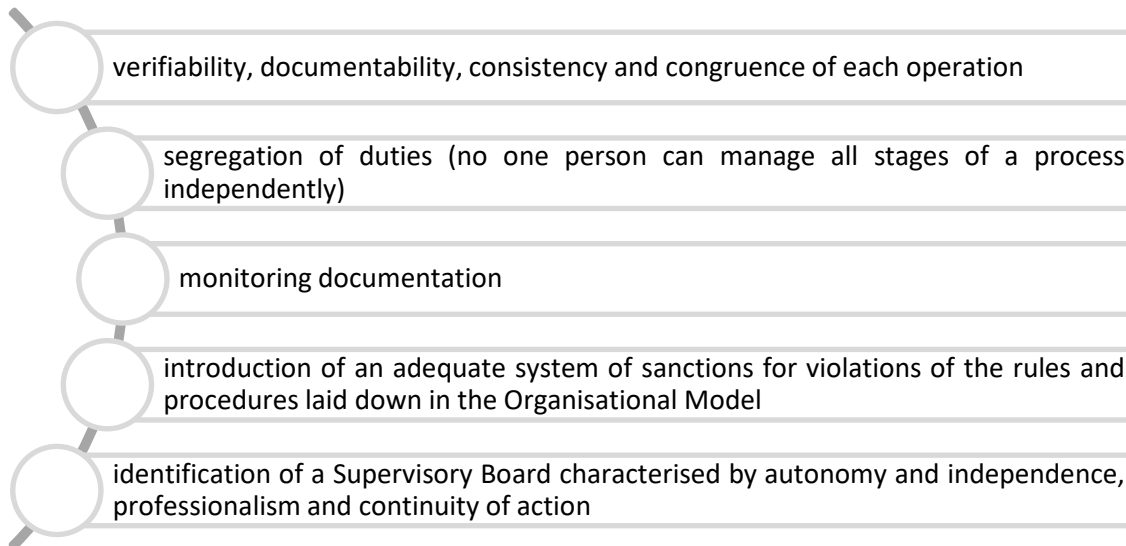 verifiability, documentability, consistency and congruence of each operation
segregation of duties (no one person can manage all stages of a process
independently)
monitoring documentation
introduction of an adequate system of sanctions for violations of the rules and
procedures laid down in the Organisational Model
identification of a Supervisory Board characterised by autonomy and independence,
professionalism and continuity of action